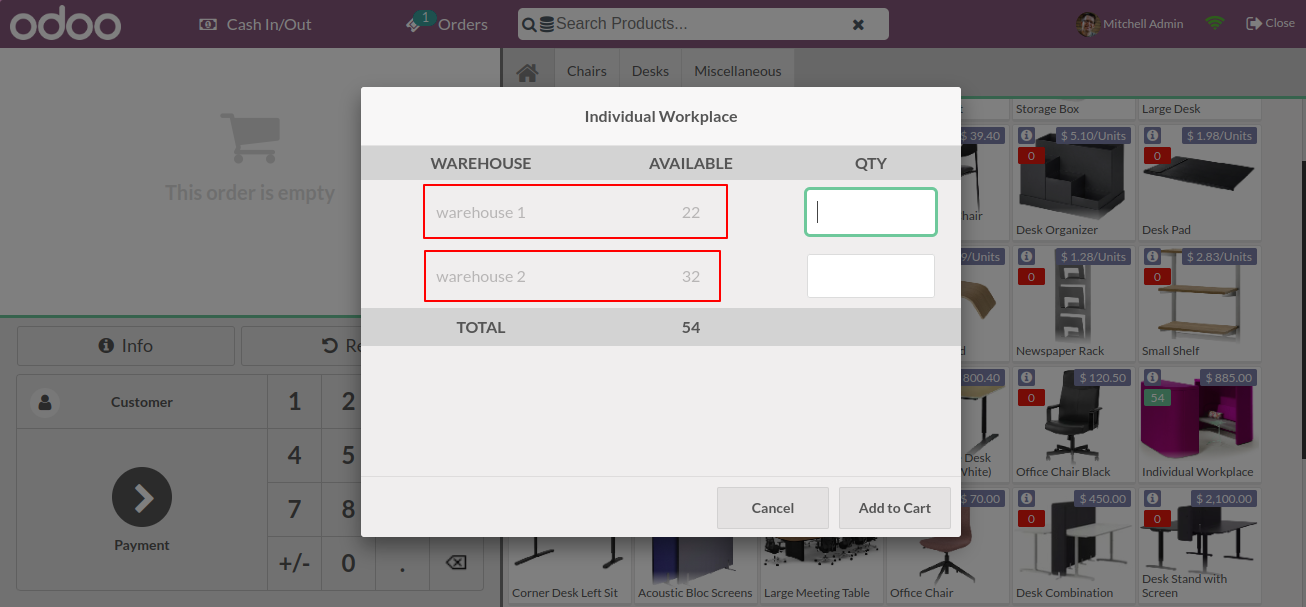 odoo
Cash In/Out
1
Orders
Search Products...
Mitchell Admin
Close
Chairs
Desks
Miscellaneous
This order is empty
Individual Workplace
WAREHOUSE AVAILABLE QTY
warehouse 1 22
warehouse 2 32
TOTAL 54
Cancel
Add to Cart
Info
Customer
Payment
1 2
4 5
7 8
+/- 0 .
Storage Box
Large Desk
$ 39.40
hair
$ 5.10/Units
0
Desk Organizer
$ 1.98/Units
0
Desk Pad
9/Units
d
$ 1.28/Units
0
Newspaper Rack
$ 2.83/Units
0
Small Shelf
800.40
Desk
White)
$ 120.50
0
Office Chair Black
$ 885.00
54
Individual Workplace
Corner Desk Left Sit
Acoustic Bloc Screens
Large Meeting Table
$ 70.00
Office Chair
$ 450.00
0
Desk Combination
$ 2,100.00
0
Desk Stand with
Screen